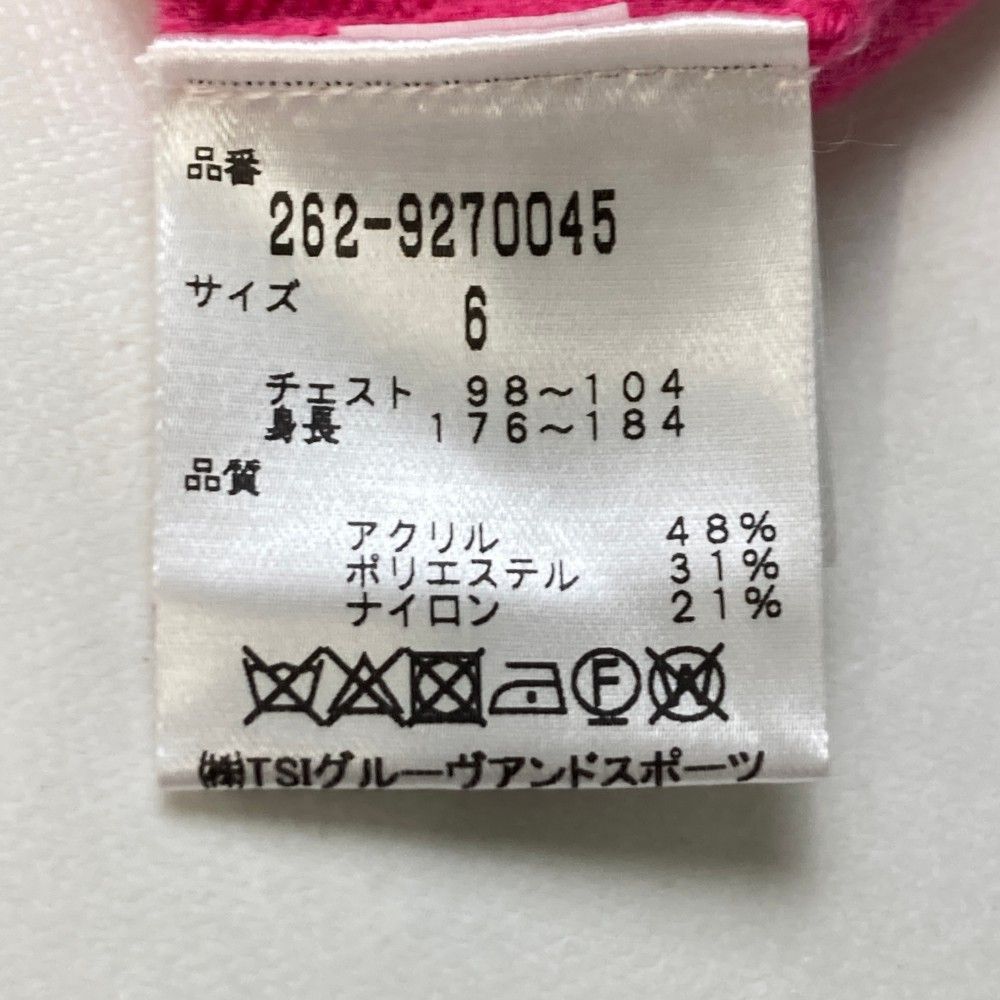 品番
262-9270045
サイズ 6
チェスト 98～104
身長 176～184
品質
アクリル 48%
ポリエステル 31%
ナイロン 21%
F W
㈱TSIグルーヴアンドスポーツ